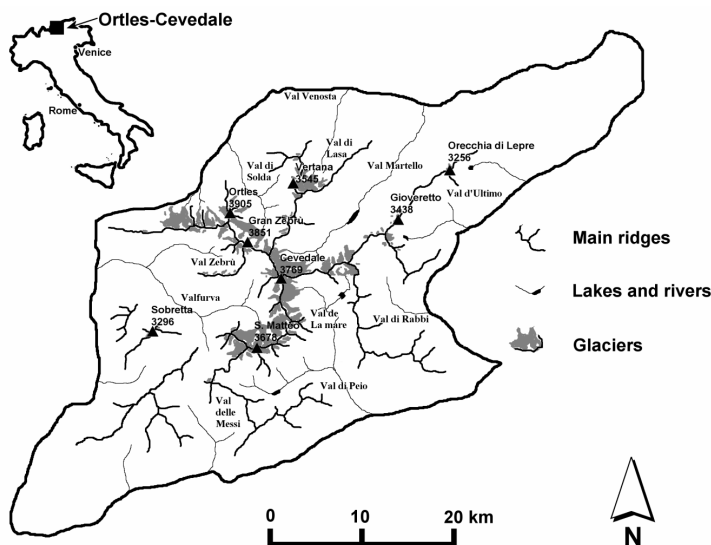 Ortles-Cevedale
Venice
Rome
Val Venosta
Val di
Lasa
Orecchia di Lepre
3256
Val di
Solda
Vertana
3545
Val Martello
Ortles
3905
Gioveretto
3438
Val d'Ultimo
Gran Zebrù
3851
Val Zebrù
Cevedale
3769
Main ridges
Valfurva
Lakes and rivers
Sobretta
3296
Val de
La mare
Val di Rabbi
S. Matteo
3678
Glaciers
Val di Peio
Val
delle
Messi
0 10 20 km
N